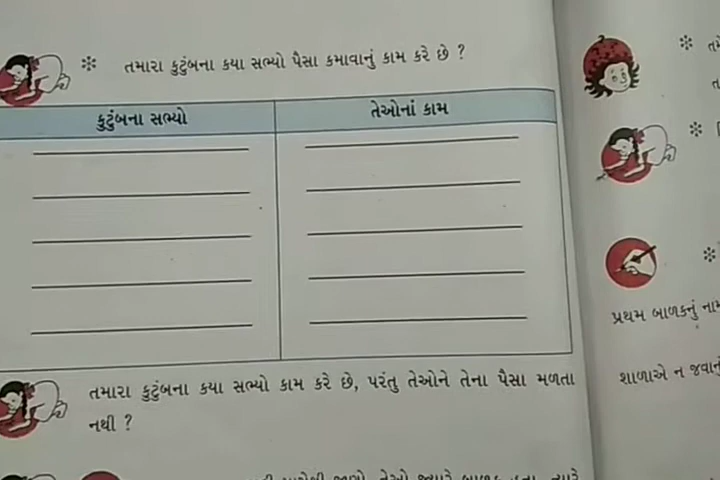 ❊ તમારા કુટુંબના કયા સભ્યો પૈસા કમાવાનું કામ કરે છે ?
કુટુંબના સભ્યો
તેઓનાં કામ
તમારા કુટુંબના કયા સભ્યો કામ કરે છે, પરંતુ તેઓને તેના પૈસા મળતા
નથી ?
❊
❊
❊
પ્રથમ બાળકનું
શાળાએ ન